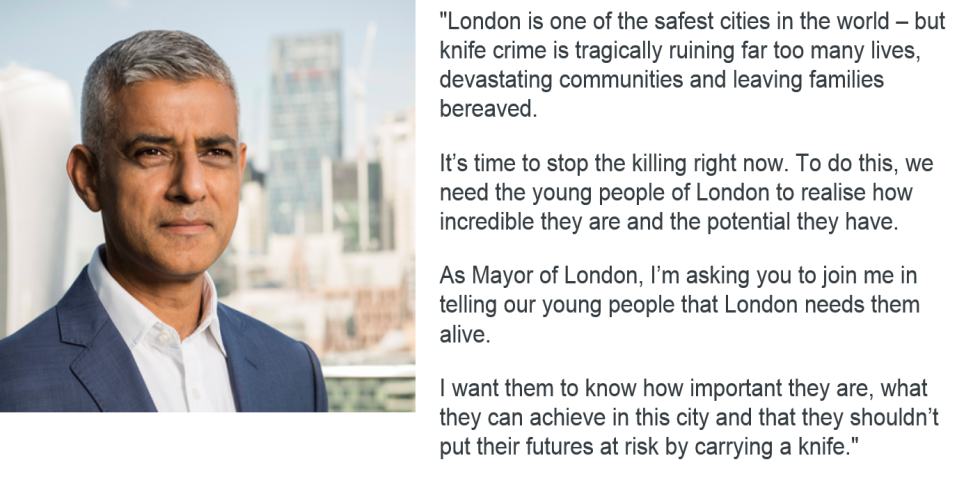 "London is one of the safest cities in the world – but
knife crime is tragically ruining far too many lives,
devastating communities and leaving families
bereaved.
It's time to stop the killing right now. To do this, we
need the young people of London to realise how
incredible they are and the potential they have.
As Mayor of London, I'm asking you to join me in
telling our young people that London needs them
alive.
I want them to know how important they are, what
they can achieve in this city and that they shouldn't
put their futures at risk by carrying a knife."